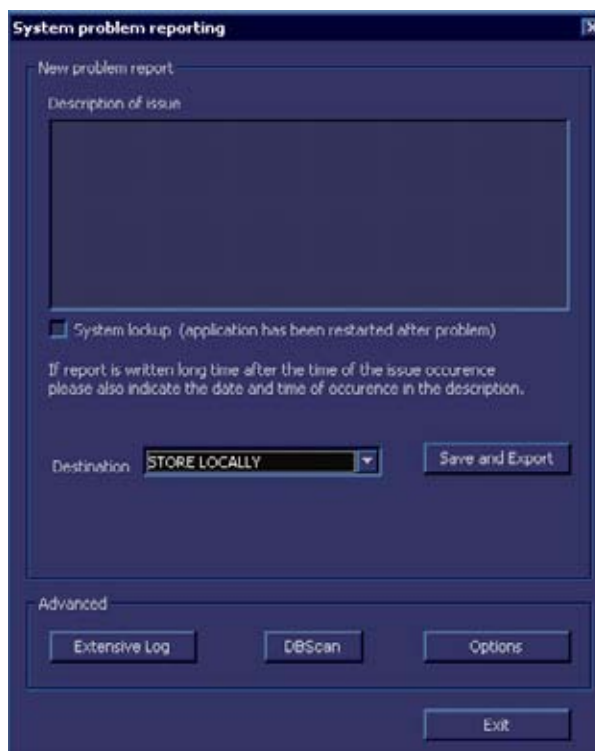 System problem reporting
New problem report
Description of issue
System lockup (application has been restarted after problem)
If report is written long time after the time of the issue occurence
please also indicate the date and time of occurence in the description.
Destination STORE LOCALLY Save and Export
Advanced
Extensive Log DBScan Options
Exit